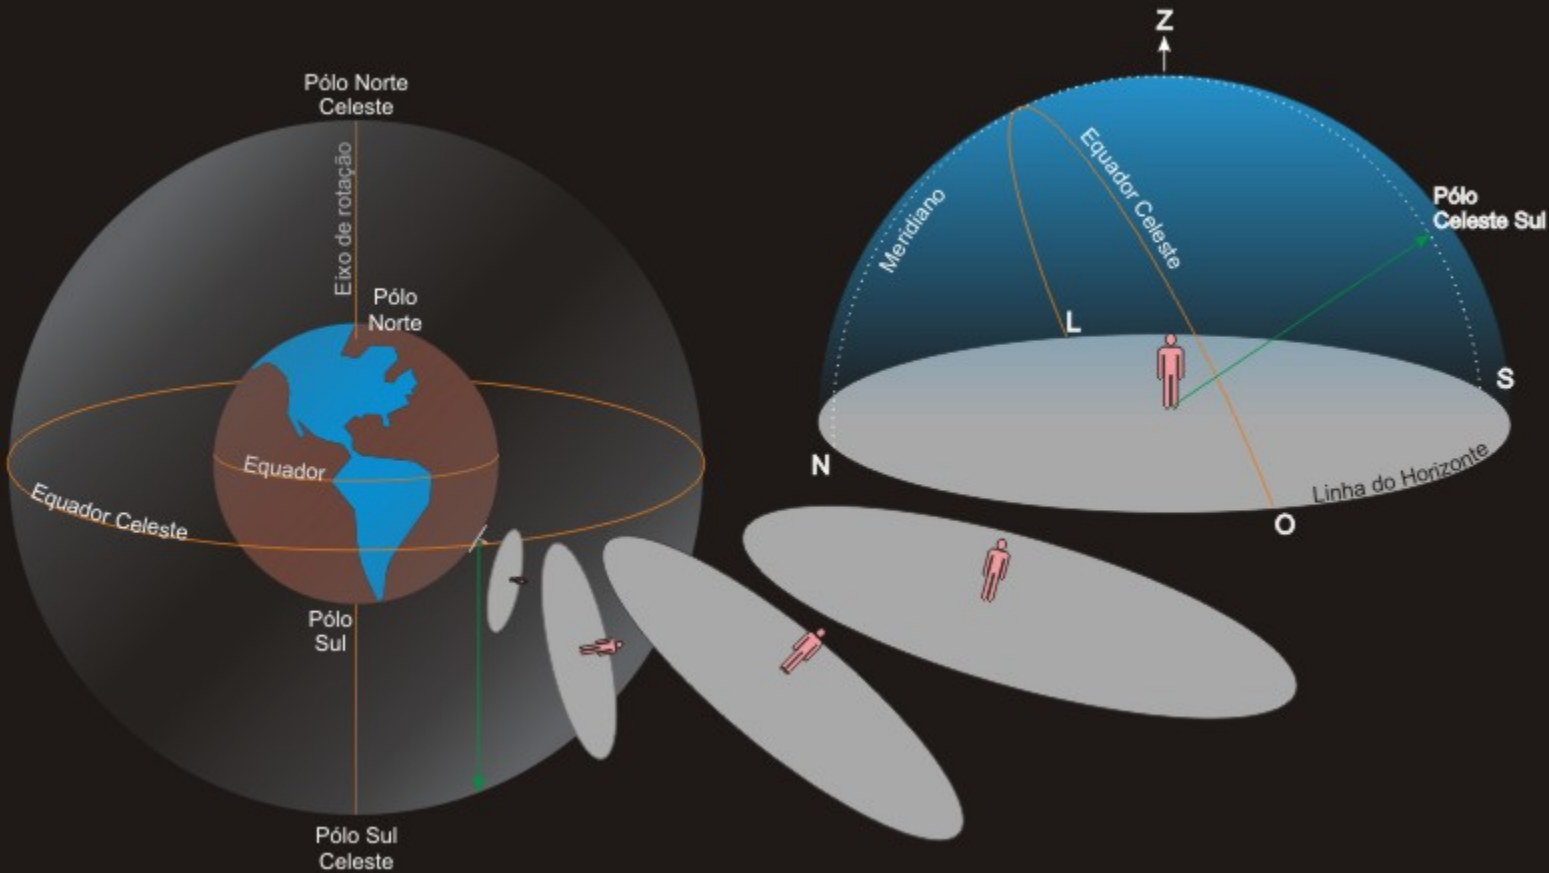 Pólo Norte
Celeste
Eixo de rotação
Pólo
Norte
Equador
Equador Celeste
Pólo
Sul
Pólo Sul
Celeste
Z
Meridiano
Equador Celeste
Pólo
Celeste Sul
L
S
N
Linha do Horizonte
O